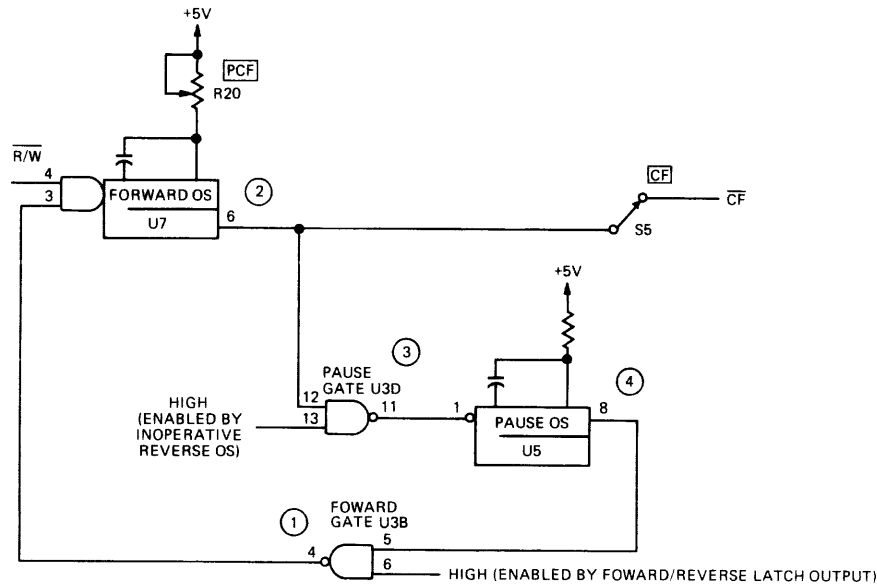 +5V
PCF
R20
R/W
4
3
FORWARD OS
U7
2
6
CF
CF
S5
+5V
3
PAUSE
GATE U3D
4
12
11
1
8
HIGH
(ENABLED BY
INOPERATIVE
REVERSE OS)
13
PAUSE OS
U5
FOWARD
GATE U3B
1
4
5
6
HIGH (ENABLED BY FOWARD/REVERSE LATCH OUTPUT)